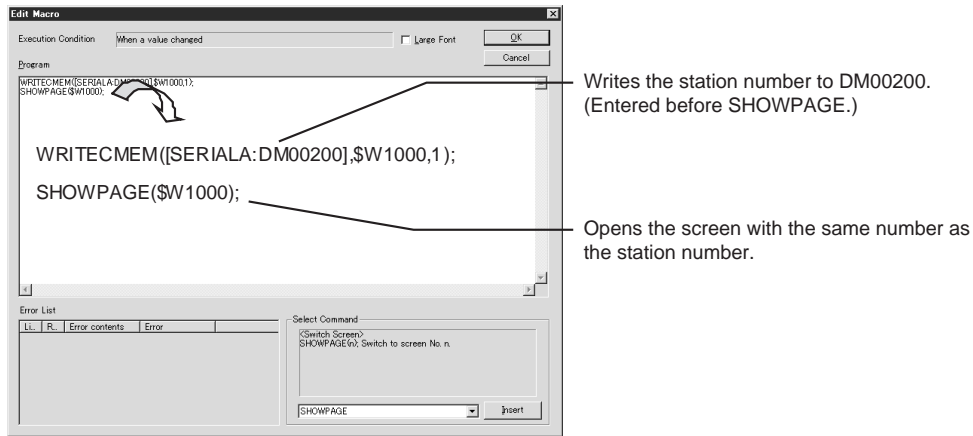 Edit Macro
Execution Condition When a value changed Large Font OK
Cancel
Program
WRITECMEM([SERIALA:DM00200],$W1000,1);
SHOWPAGE($W1000);
Writes the station number to DM00200.
(Entered before SHOWPAGE.)
WRITECMEM([SERIALA:DM00200],$W1000,1);
SHOWPAGE($W1000);
Opens the screen with the same number as
the station number.
Error List
Li.. R.. Error contents Error
Select Command
<Switch Screen>
SHOWPAGE(n); Switch to screen No. n.
SHOWPAGE Insert